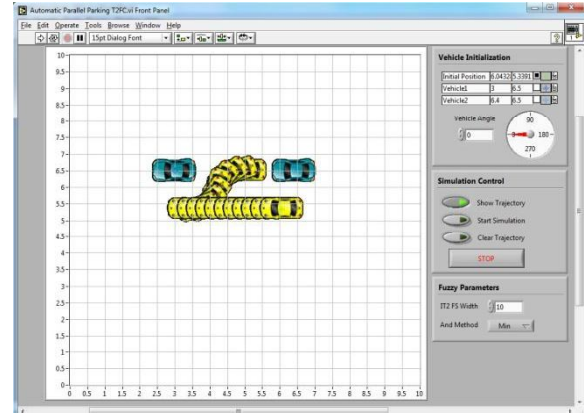 Automatic Parallel Parking T2FC.vi Front Panel
File Edit Operate Tools Browse Window Help
15pt Dialog Font
Vehicle Initialization
Initial Position 6.0432 5.3391
Vehicle1 3 6.5
Vehicle2 6.4 6.5
Vehicle Angle
0
90
0 180
270
Simulation Control
Show Trajectory
Start Simulation
Clear Trajectory
STOP
Fuzzy Parameters
IT2 FS Width 10
And Method Min
10
9.5
9
8.5
8
7.5
7
6.5
6
5.5
5
4.5
4
3.5
3
2.5
2
1.5
1
0.5
0
0 0.5 1 1.5 2 2.5 3 3.5 4 4.5 5 5.5 6 6.5 7 7.5 8 8.5 9 9.5 10